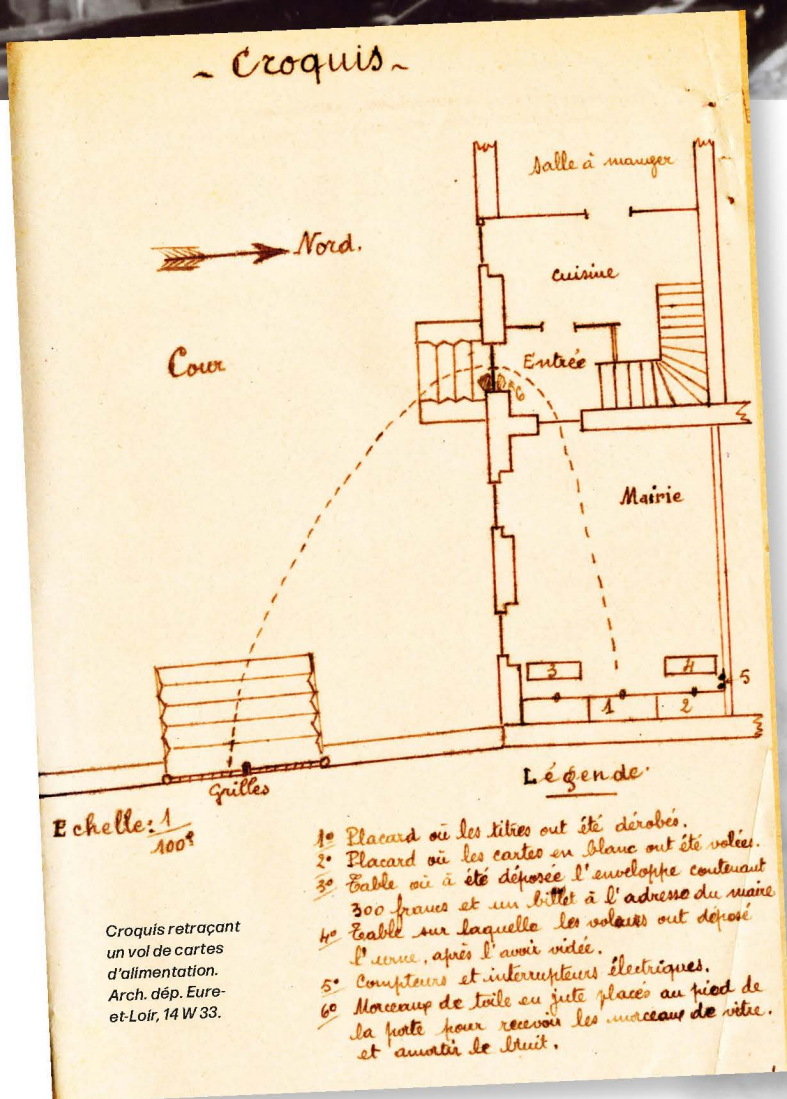 ~ Croquis ~
Salle à manger
Nord.
Cuisine
Cour
Entrée
6
Mairie
3
4
5
1
2
Grilles
Légende.
Echelle: 1
100e
1° Placard où les titres ont été dérobés.
2° Placard où les cartes en blanc ont été volées.
3° Table où à été déposée l'enveloppe contenant
300 francs et un billet à l'adresse du maire
4° Table sur laquelle les voleurs ont déposé
l'urne, après l'avoir vidée.
5° Compteurs et interrupteurs électriques.
6° Morceaux de toile en jute placés au pied de
la porte pour recevoir les morceaux de vitre.
et amortir le bruit.
Croquis retraçant
un vol de cartes
d'alimentation.
Arch. dép. Eure-
et-Loir, 14 W 33.